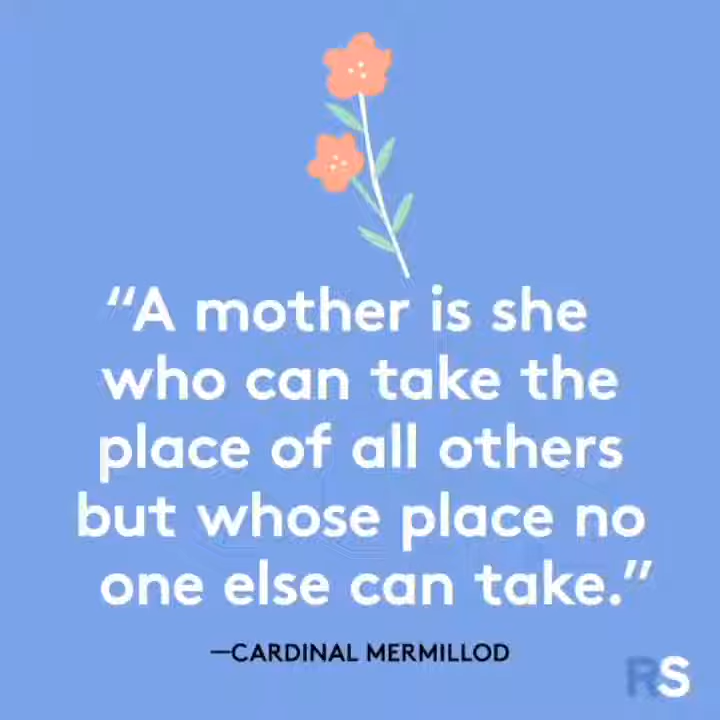 “A mother is she
who can take the
place of all others
but whose place no
one else can take.”
—CARDINAL MERMILLOD
RS